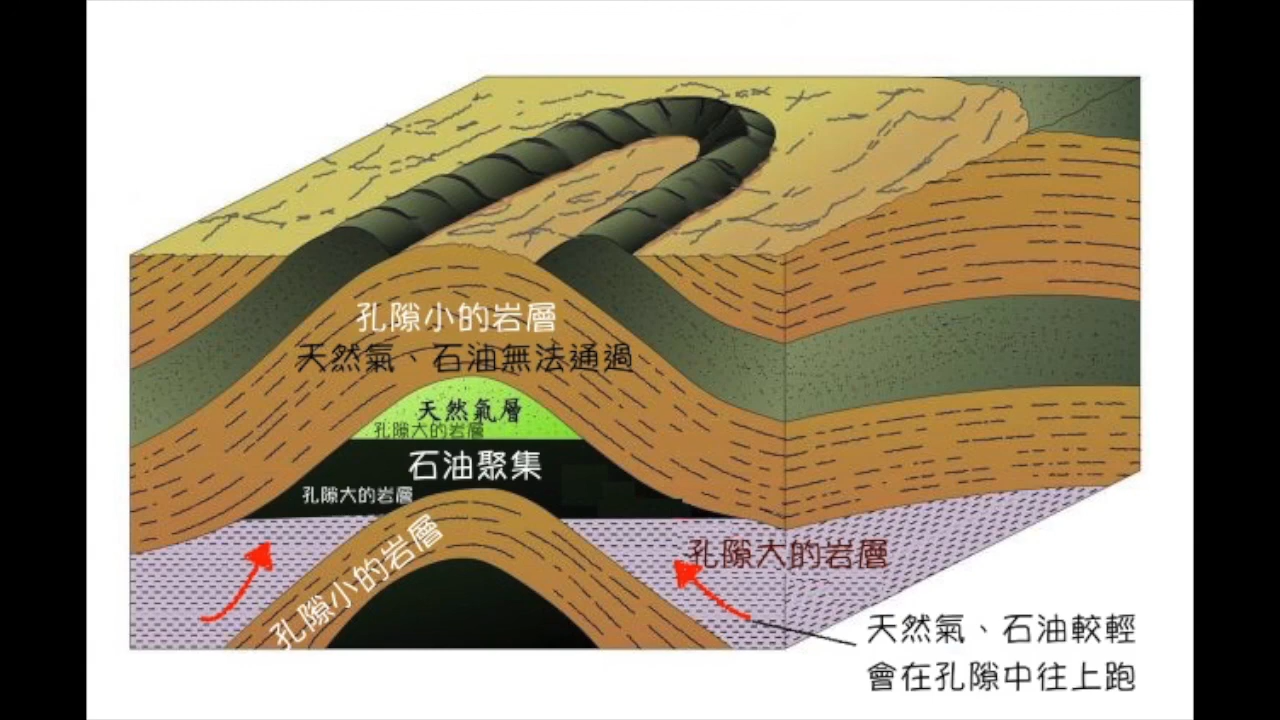 孔隙小的岩層
天然氣、石油無法通過
天然氣層
孔隙大的岩層
石油聚集
孔隙大的岩層
孔隙小的岩層
孔隙大的岩層
天然氣、石油較輕
會在孔隙中往上跑